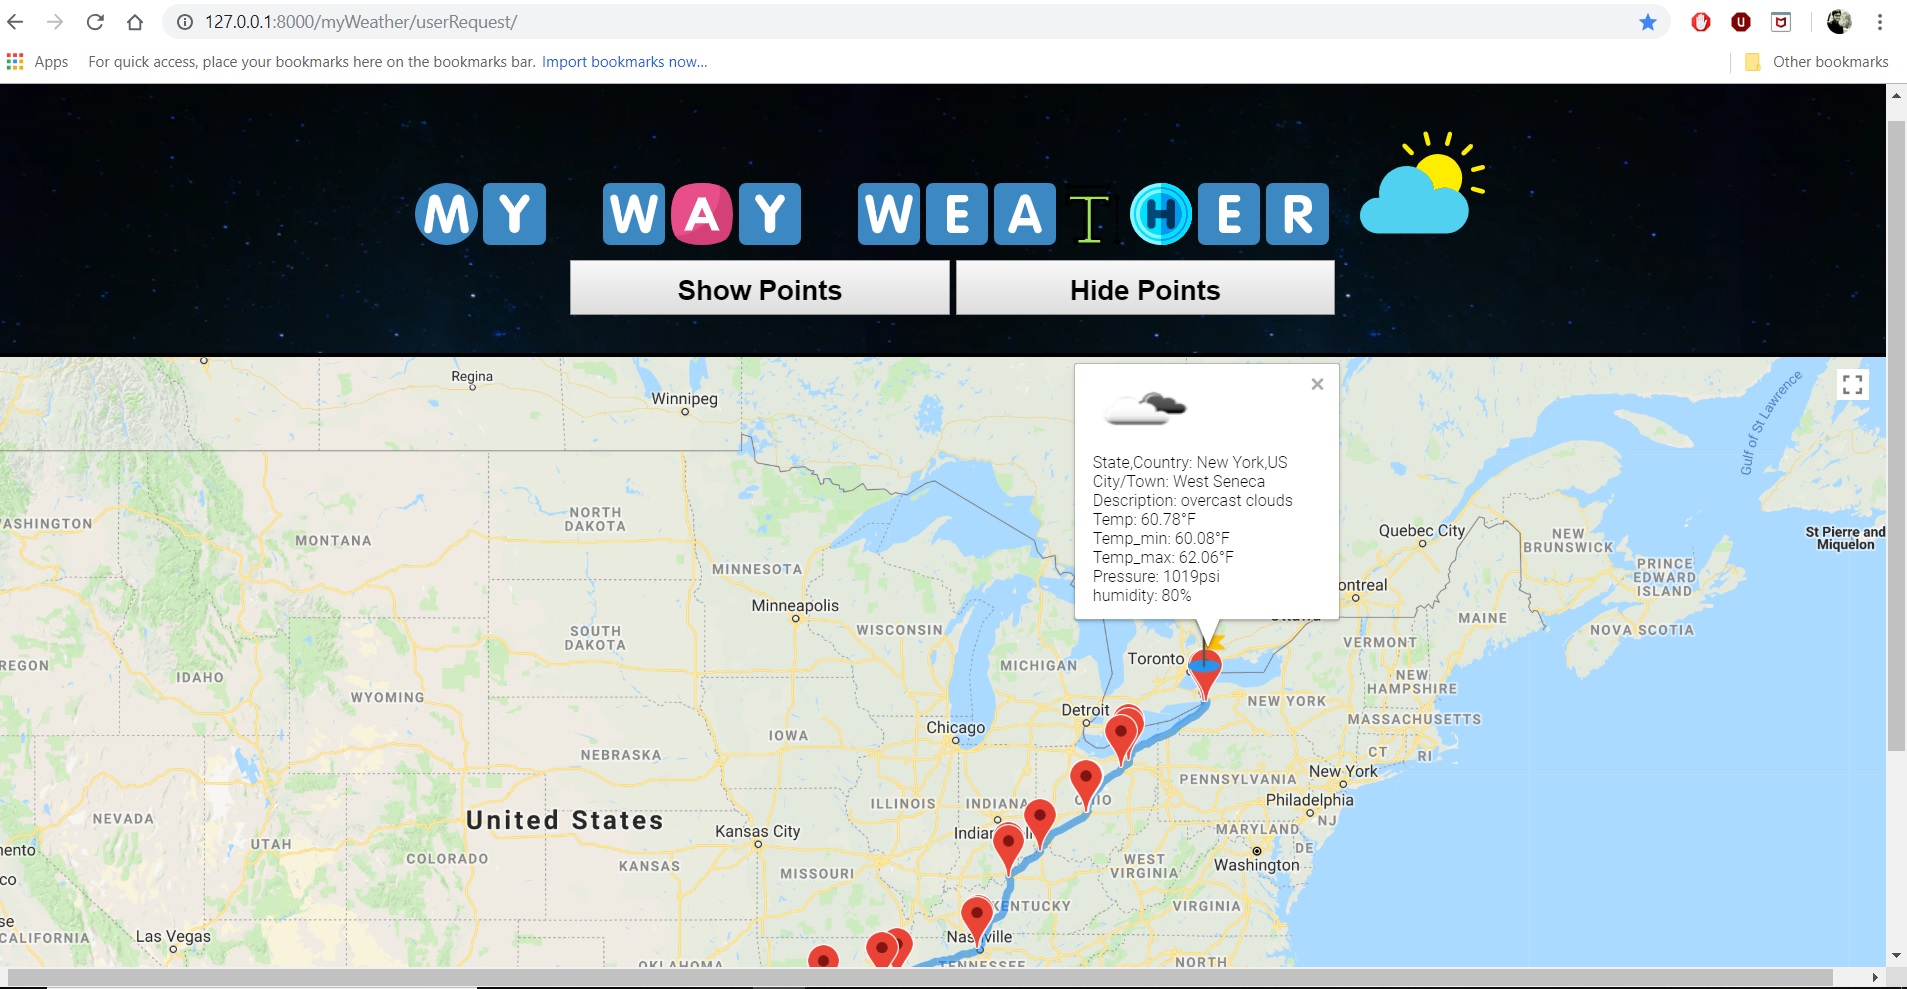 127.0.0.1:8000/myWeather/userRequest/
Apps For quick access, place your bookmarks here on the bookmarks bar. Import bookmarks now... Other bookmarks
MY WAY WEATHER
Show Points Hide Points
State,Country: New York,US
City/Town: West Seneca
Description: overcast clouds
Temp: 60.78°F
Temp_min: 60.08°F
Temp_max: 62.06°F
Pressure: 1019psi
humidity: 80%
Regina
Winnipeg
Gulf of St Lawrence
NORTH
DAKOTA
ASHINGTON
MONTANA
Quebec City
NEW
BRUNSWICK
St Pierre and
Miquelon
MINNESOTA
PRINCE
EDWARD
ISLAND
ontreal
Minneapolis
MAINE
SOUTH
DAKOTA
WISCONSIN
NOVA SCOTIA
VERMONT
REGON
MICHIGAN
Toronto
IDAHO
NEW
HAMPSHIRE
WYOMING
NEW YORK
Detroit
MASSACHUSETTS
Chicago
IOWA
CT RI
NEBRASKA
PENNSYLVANIA
New York
ILLINOIS
INDIANA
OHIO
Philadelphia
NEVADA
United States
NJ
Kansas City
MARYLAND
UTAH
DE
ento
COLORADO
KANSAS
MISSOURI
WEST
VIRGINIA
Washington
co
KENTUCKY
VIRGINIA
se
CALIFORNIA
Las Vegas
Nashville
OKLAHOMA
TENNESSEE
NORTH